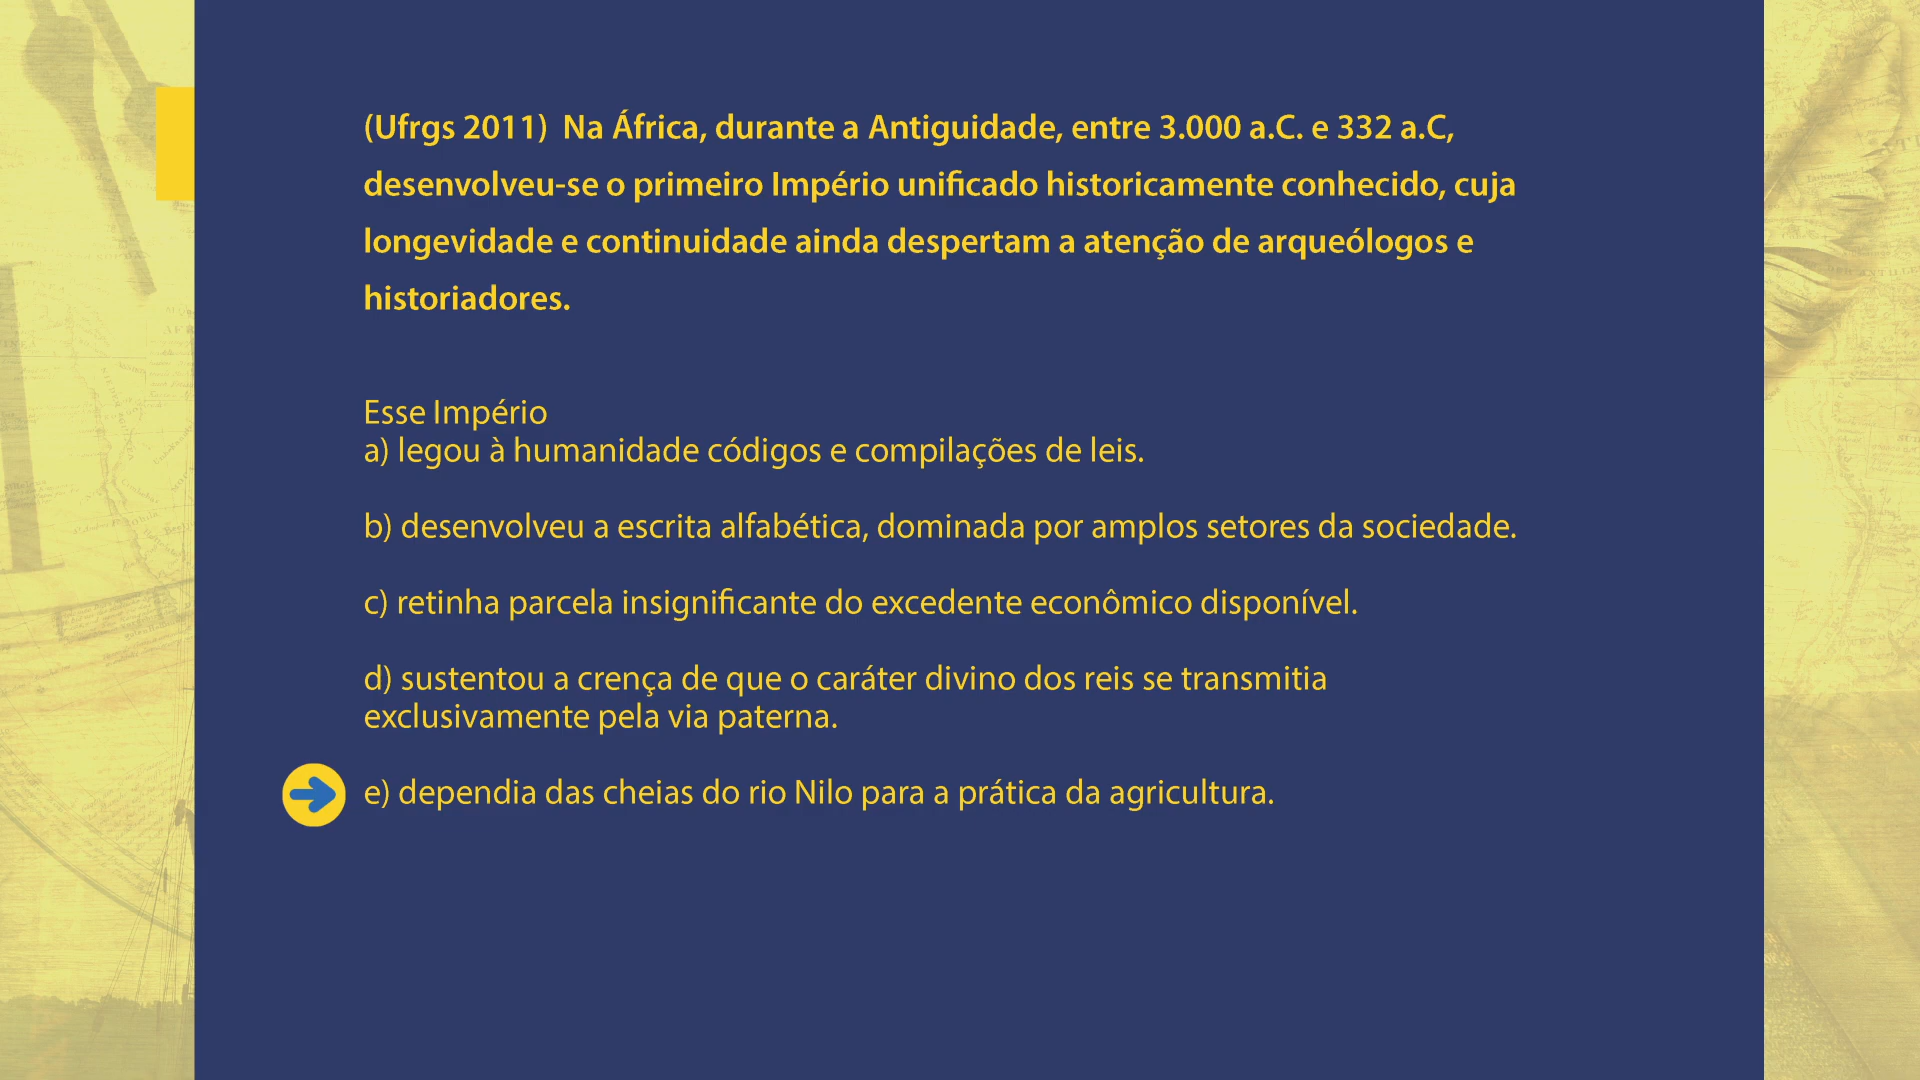 (Ufrgs 2011)  Na África, durante a Antiguidade, entre 3.000 a.C. e 332 a.C,
desenvolveu-se o primeiro Império unificado historicamente conhecido, cuja
longevidade e continuidade ainda despertam a atenção de arqueólogos e
historiadores.
Esse Império
a) legou à humanidade códigos e compilações de leis.
b) desenvolveu a escrita alfabética, dominada por amplos setores da sociedade.
c) retinha parcela insignificante do excedente econômico disponível.
d) sustentou a crença de que o caráter divino dos reis se transmitia
exclusivamente pela via paterna.
e) dependia das cheias do rio Nilo para a prática da agricultura.